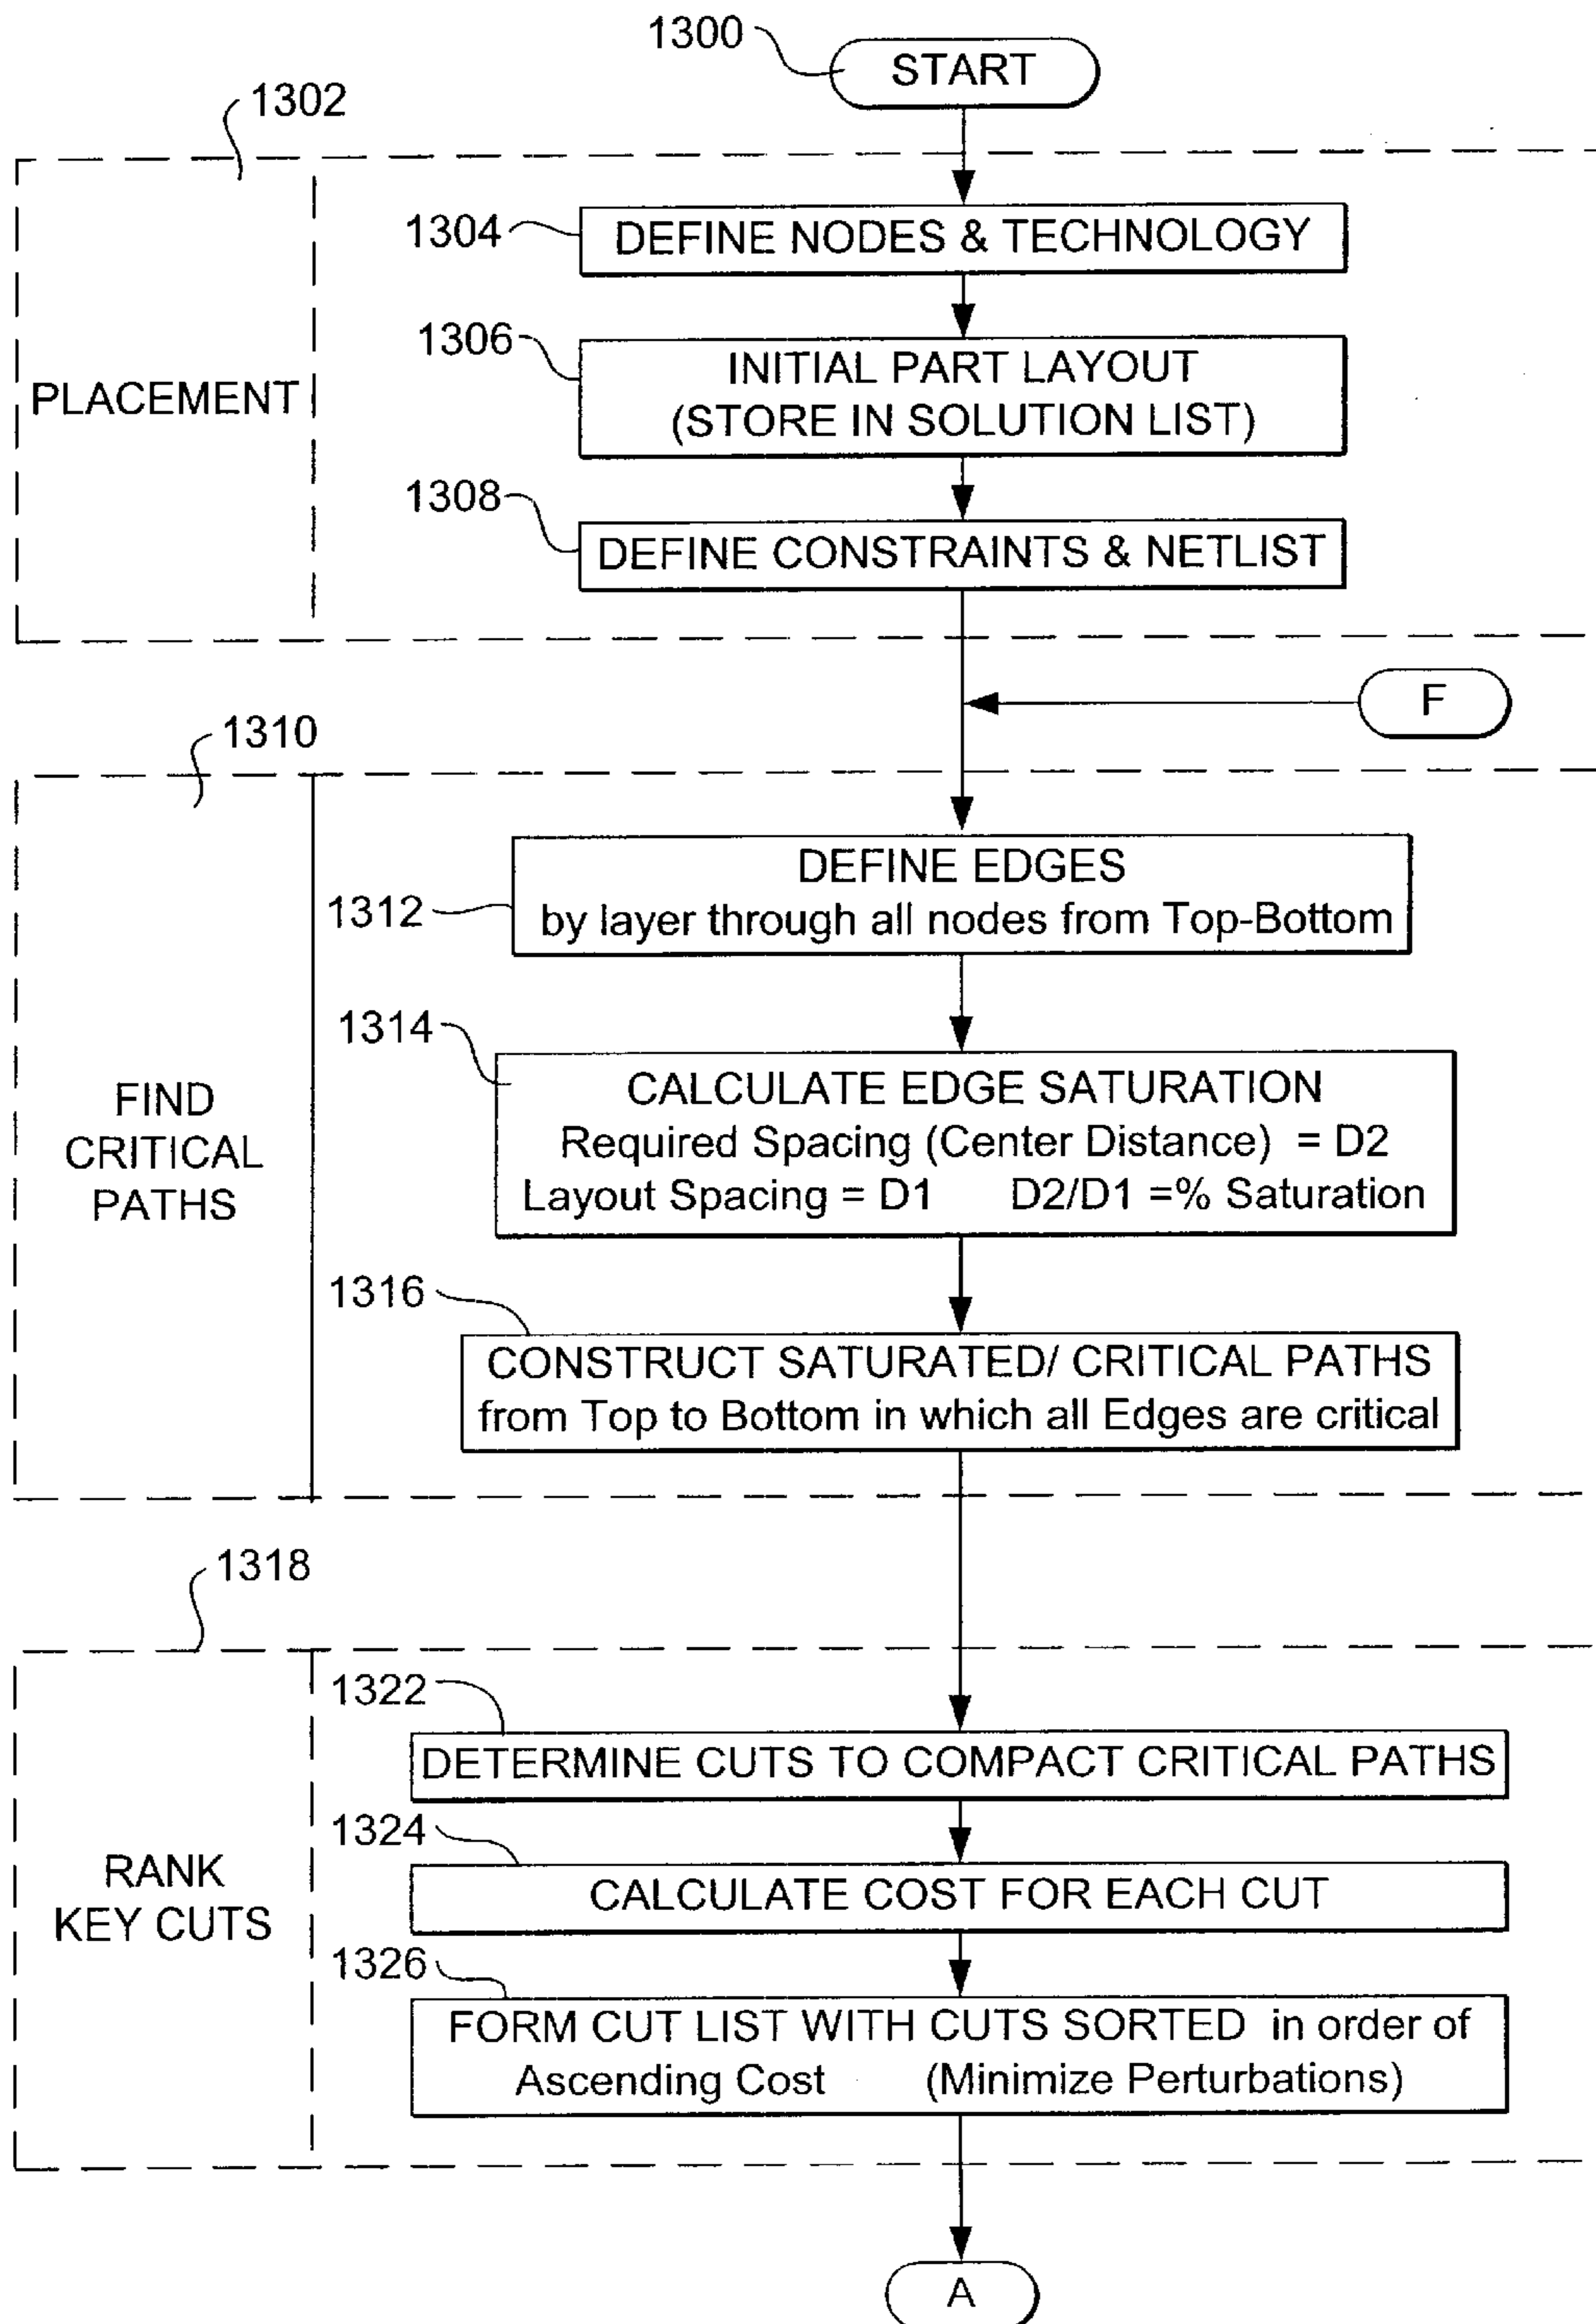 1300
START
1302
1304
DEFINE NODES & TECHNOLOGY
1306
INITIAL PART LAYOUT
(STORE IN SOLUTION LIST)
PLACEMENT
1308
DEFINE CONSTRAINTS & NETLIST
F
1310
DEFINE EDGES
1312
by layer through all nodes from Top-Bottom
1314
CALCULATE EDGE SATURATION
Required Spacing (Center Distance) = D2
Layout Spacing = D1 D2/D1 =% Saturation
FIND
CRITICAL
PATHS
1316
CONSTRUCT SATURATED/ CRITICAL PATHS
from Top to Bottom in which all Edges are critical
1318
1322
DETERMINE CUTS TO COMPACT CRITICAL PATHS
1324
CALCULATE COST FOR EACH CUT
RANK
KEY CUTS
1326
FORM CUT LIST WITH CUTS SORTED in order of
Ascending Cost (Minimize Perturbations)
A